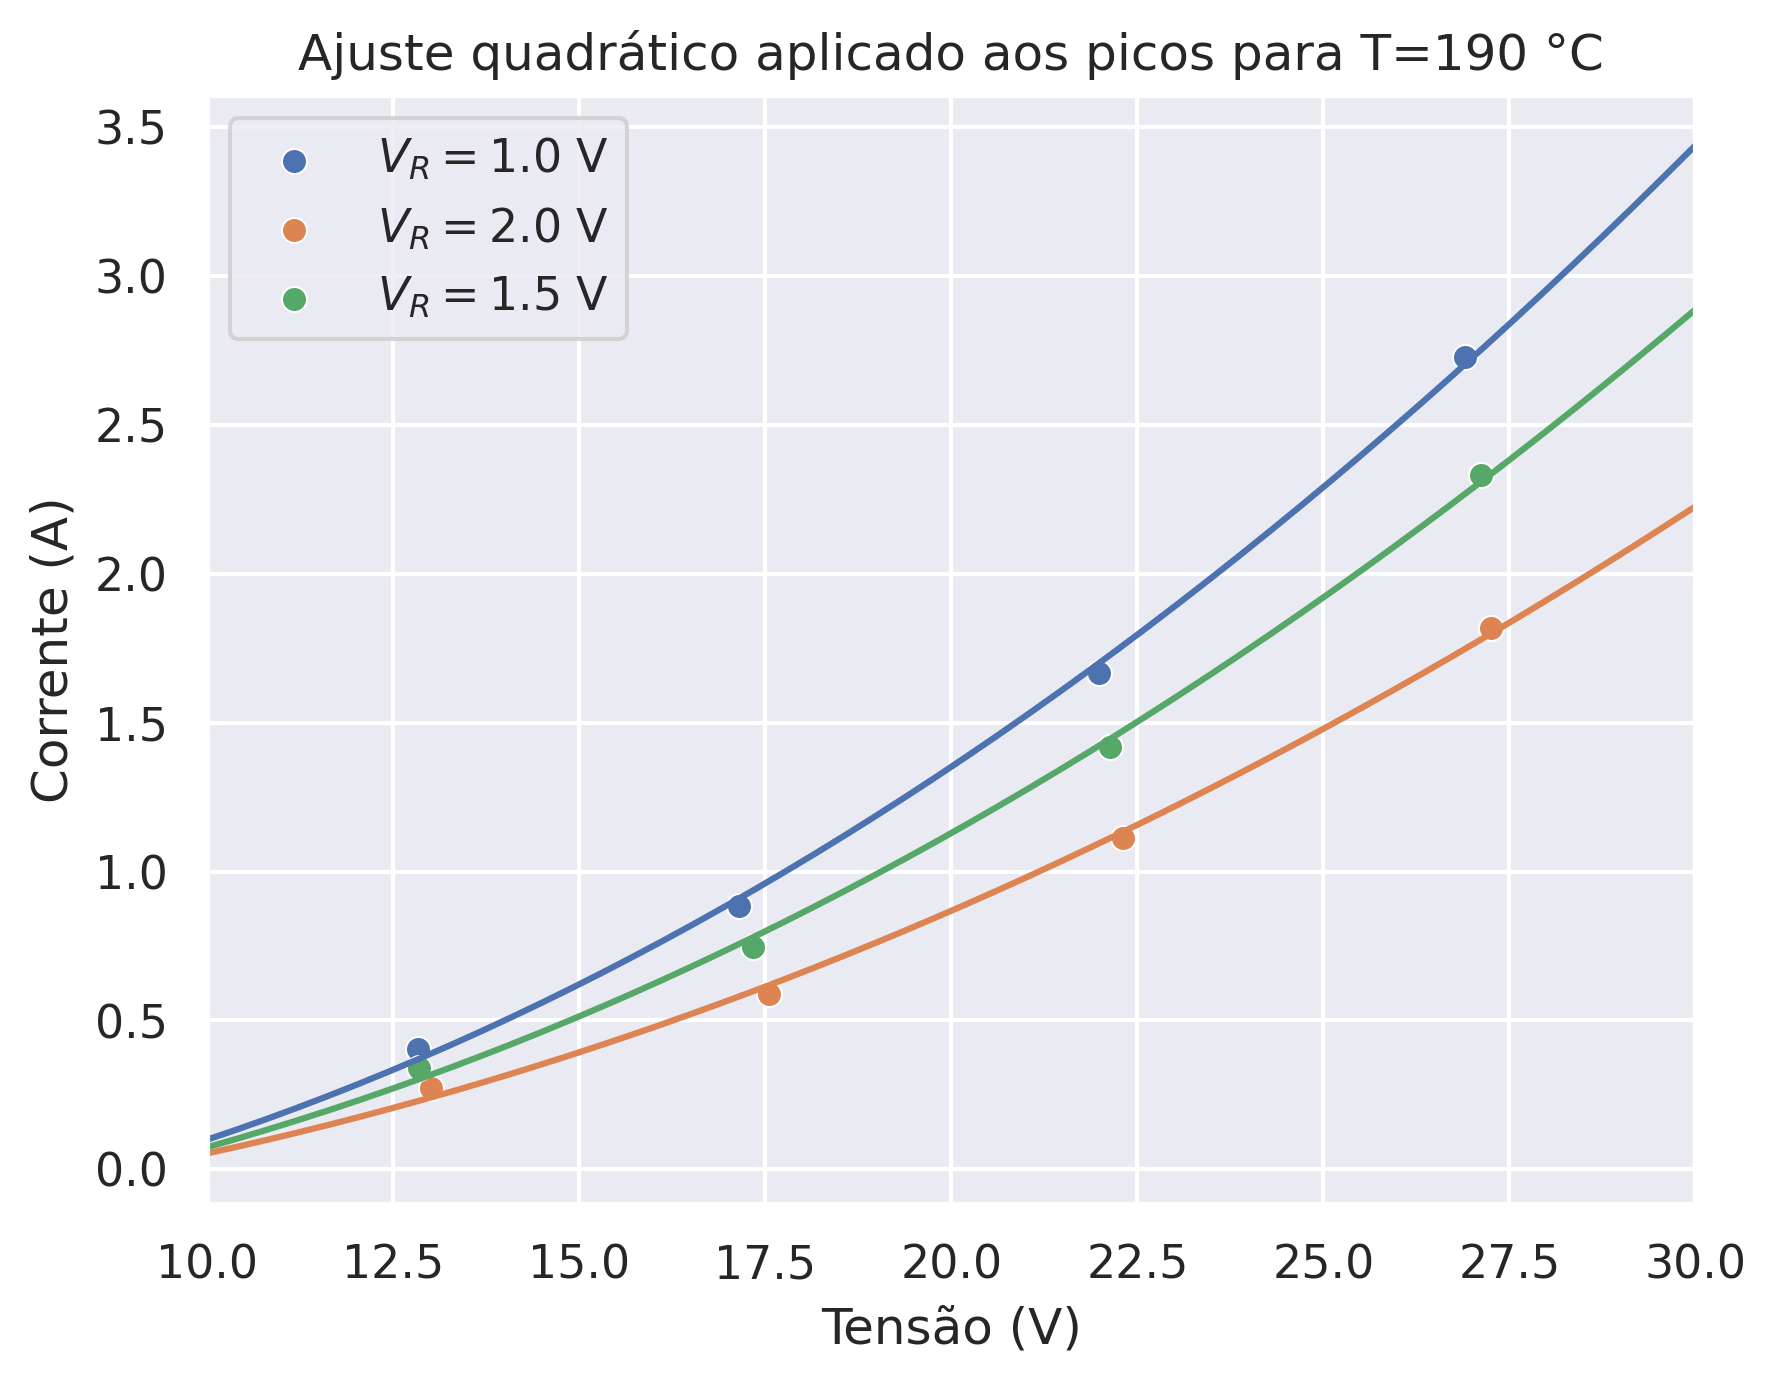 Ajuste quadrático aplicado aos picos para T=190 °C
V_R = 1.0 V
V_R = 2.0 V
V_R = 1.5 V
3.5
3.0
2.5
2.0
1.5
1.0
0.5
0.0
Corrente (A)
10.0 12.5 15.0 17.5 20.0 22.5 25.0 27.5 30.0
Tensão (V)